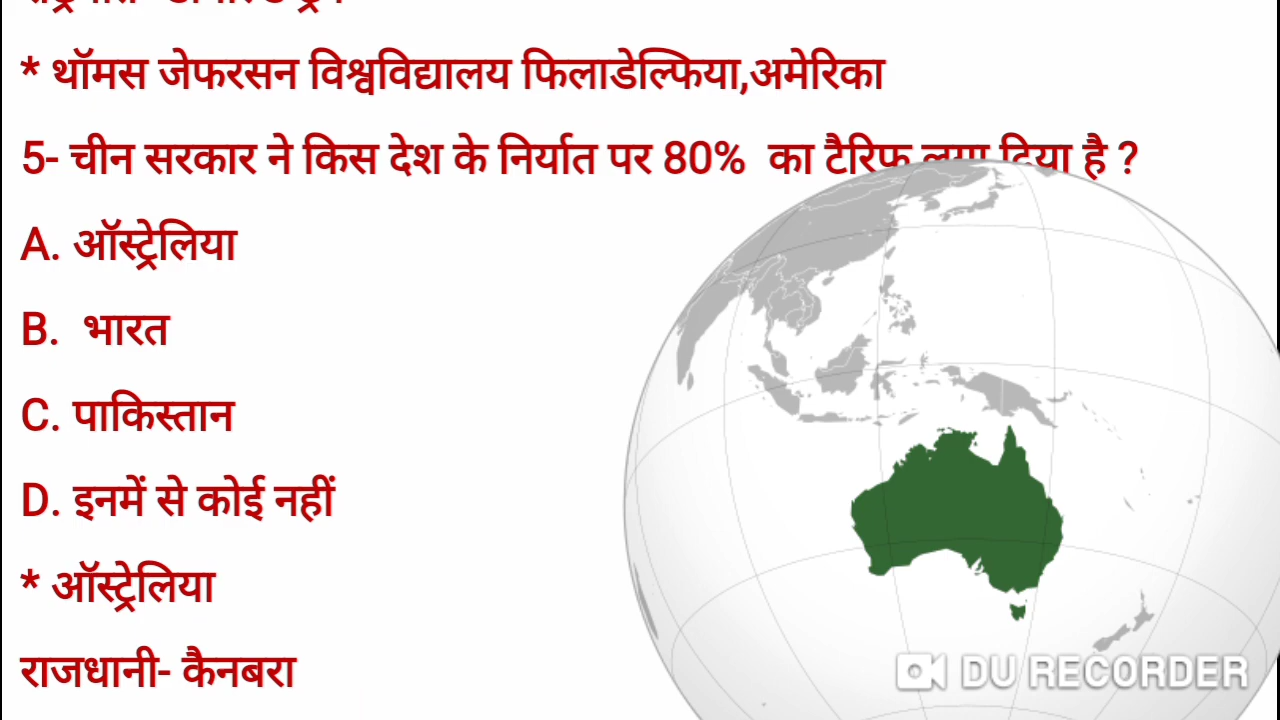 * थॉमस जेफरसन विश्वविद्यालय फिलाडेल्फिया,अमेरिका
5- चीन सरकार ने किस देश के निर्यात पर 80% का टैरिफ लगा दिया है ?
A. ऑस्ट्रेलिया
B. भारत
C. पाकिस्तान
D. इनमें से कोई नहीं
* ऑस्ट्रेलिया
राजधानी- कैनबरा
DU RECORDER